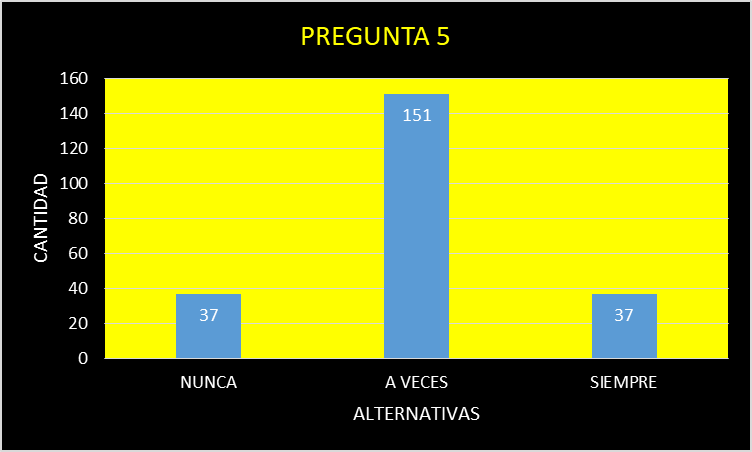 PREGUNTA 5
CANTIDAD
160
140
120
100
80
60
40
20
0
37
151
37
NUNCA
A VECES
SIEMPRE
ALTERNATIVAS